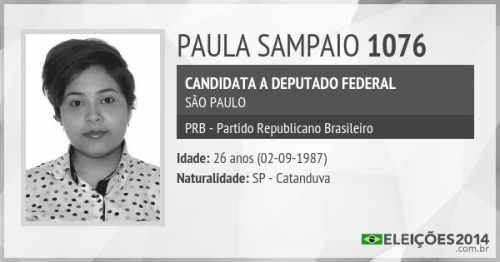 PAULA SAMPAIO 1076
CANDIDATA A DEPUTADO FEDERAL
SÃO PAULO
PRB - Partido Republicano Brasileiro
Idade: 26 anos (02-09-1987)
Naturalidade: SP - Catanduva
ELEIÇÕES2014
.com.br